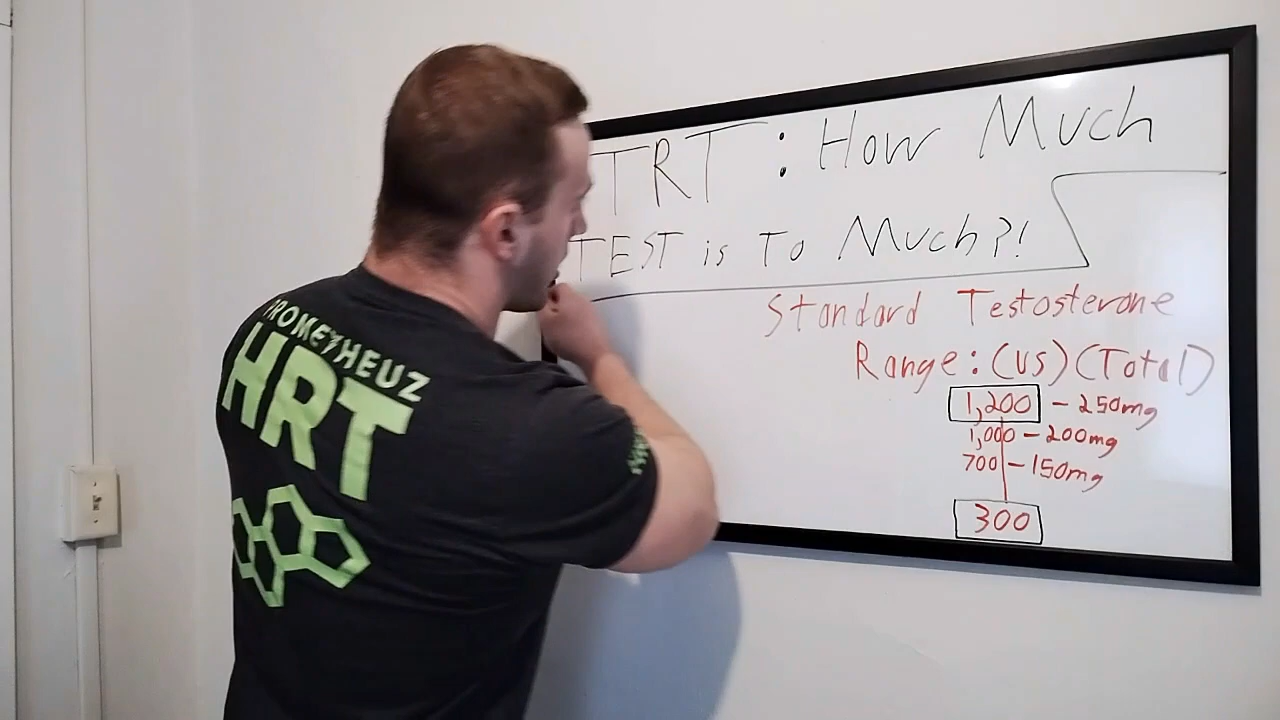 TRT: How Much
TEST is To Much?!
Standard Testosterone
Range: (US) (Total)
1,200 - 250mg
1,000 - 200mg
700 - 150mg
300
PROMETHEUZ
HRT